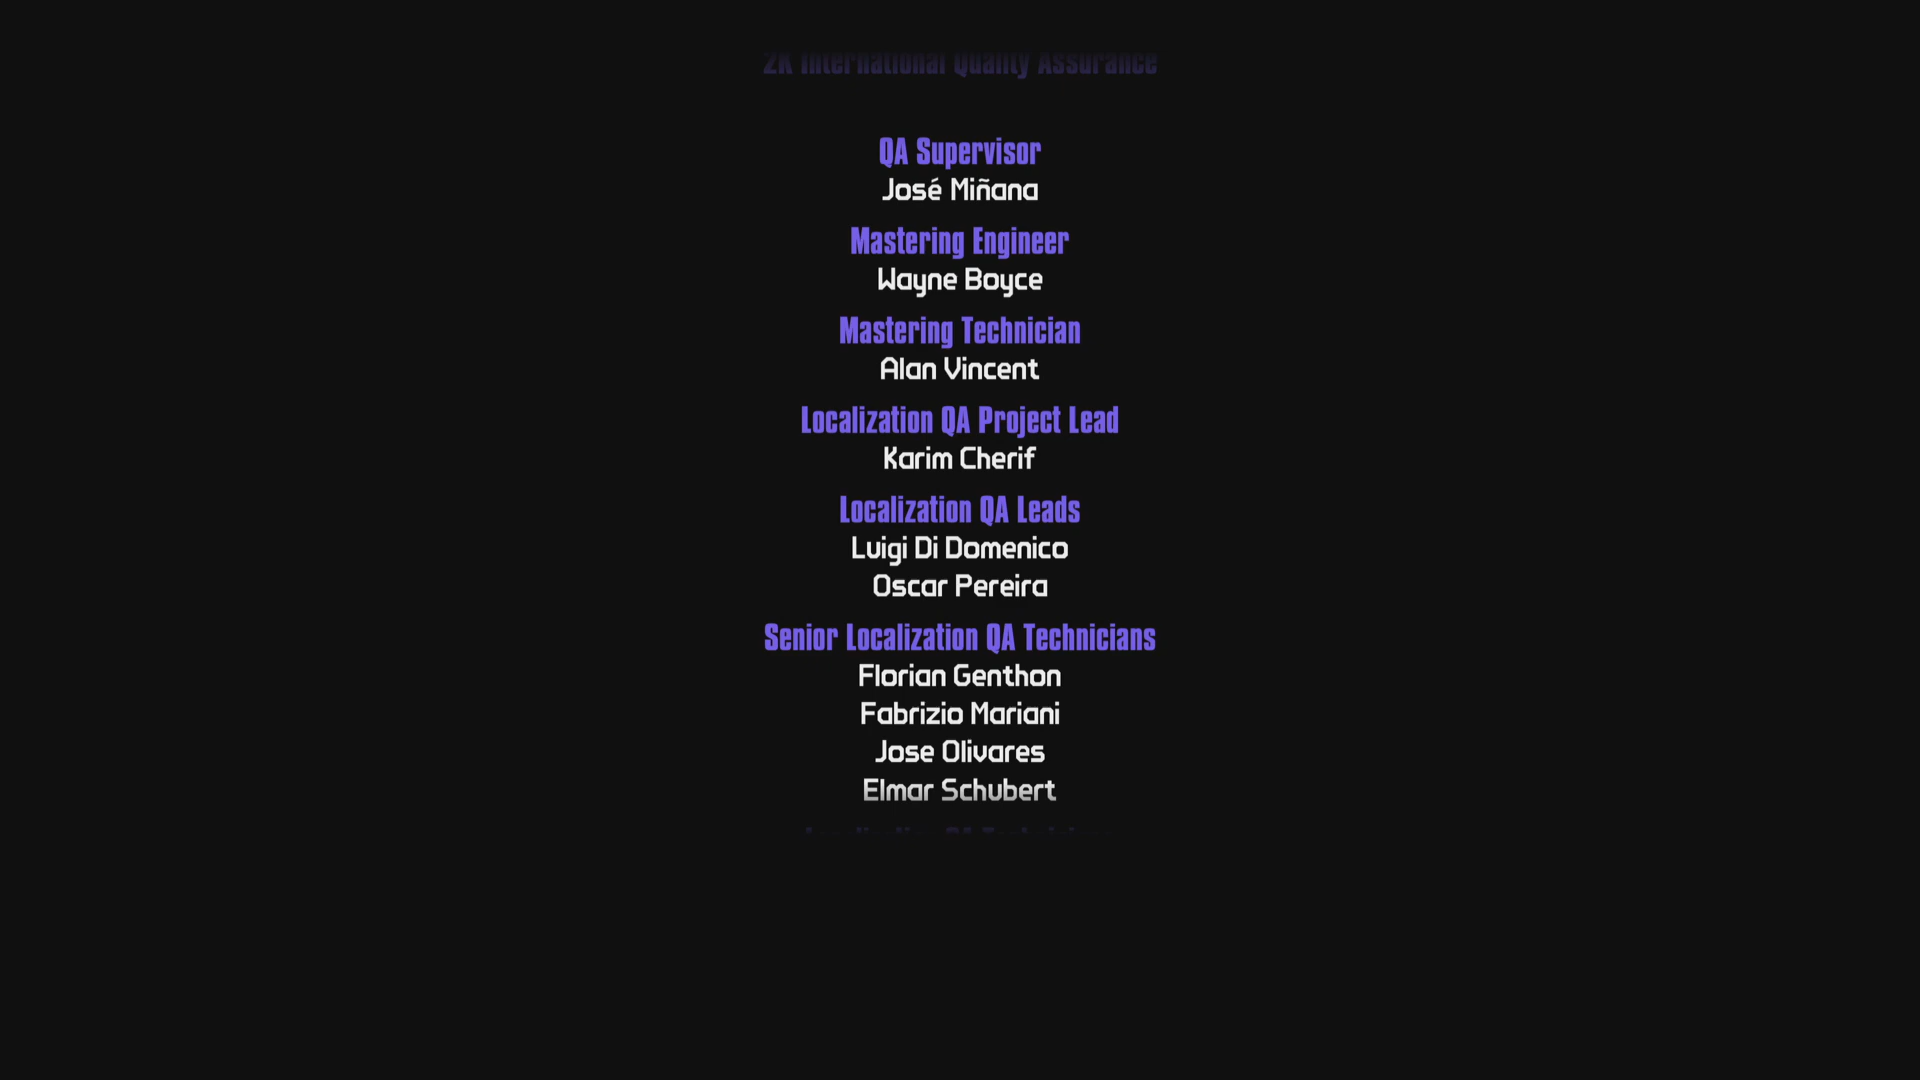 2K International Quality Assurance
QA Supervisor
José Miñana
Mastering Engineer
Wayne Boyce
Mastering Technician
Alan Vincent
Localization QA Project Lead
Karim Cherif
Localization QA Leads
Luigi Di Domenico
Oscar Pereira
Senior Localization QA Technicians
Florian Genthon
Fabrizio Mariani
Jose Olivares
Elmar Schubert